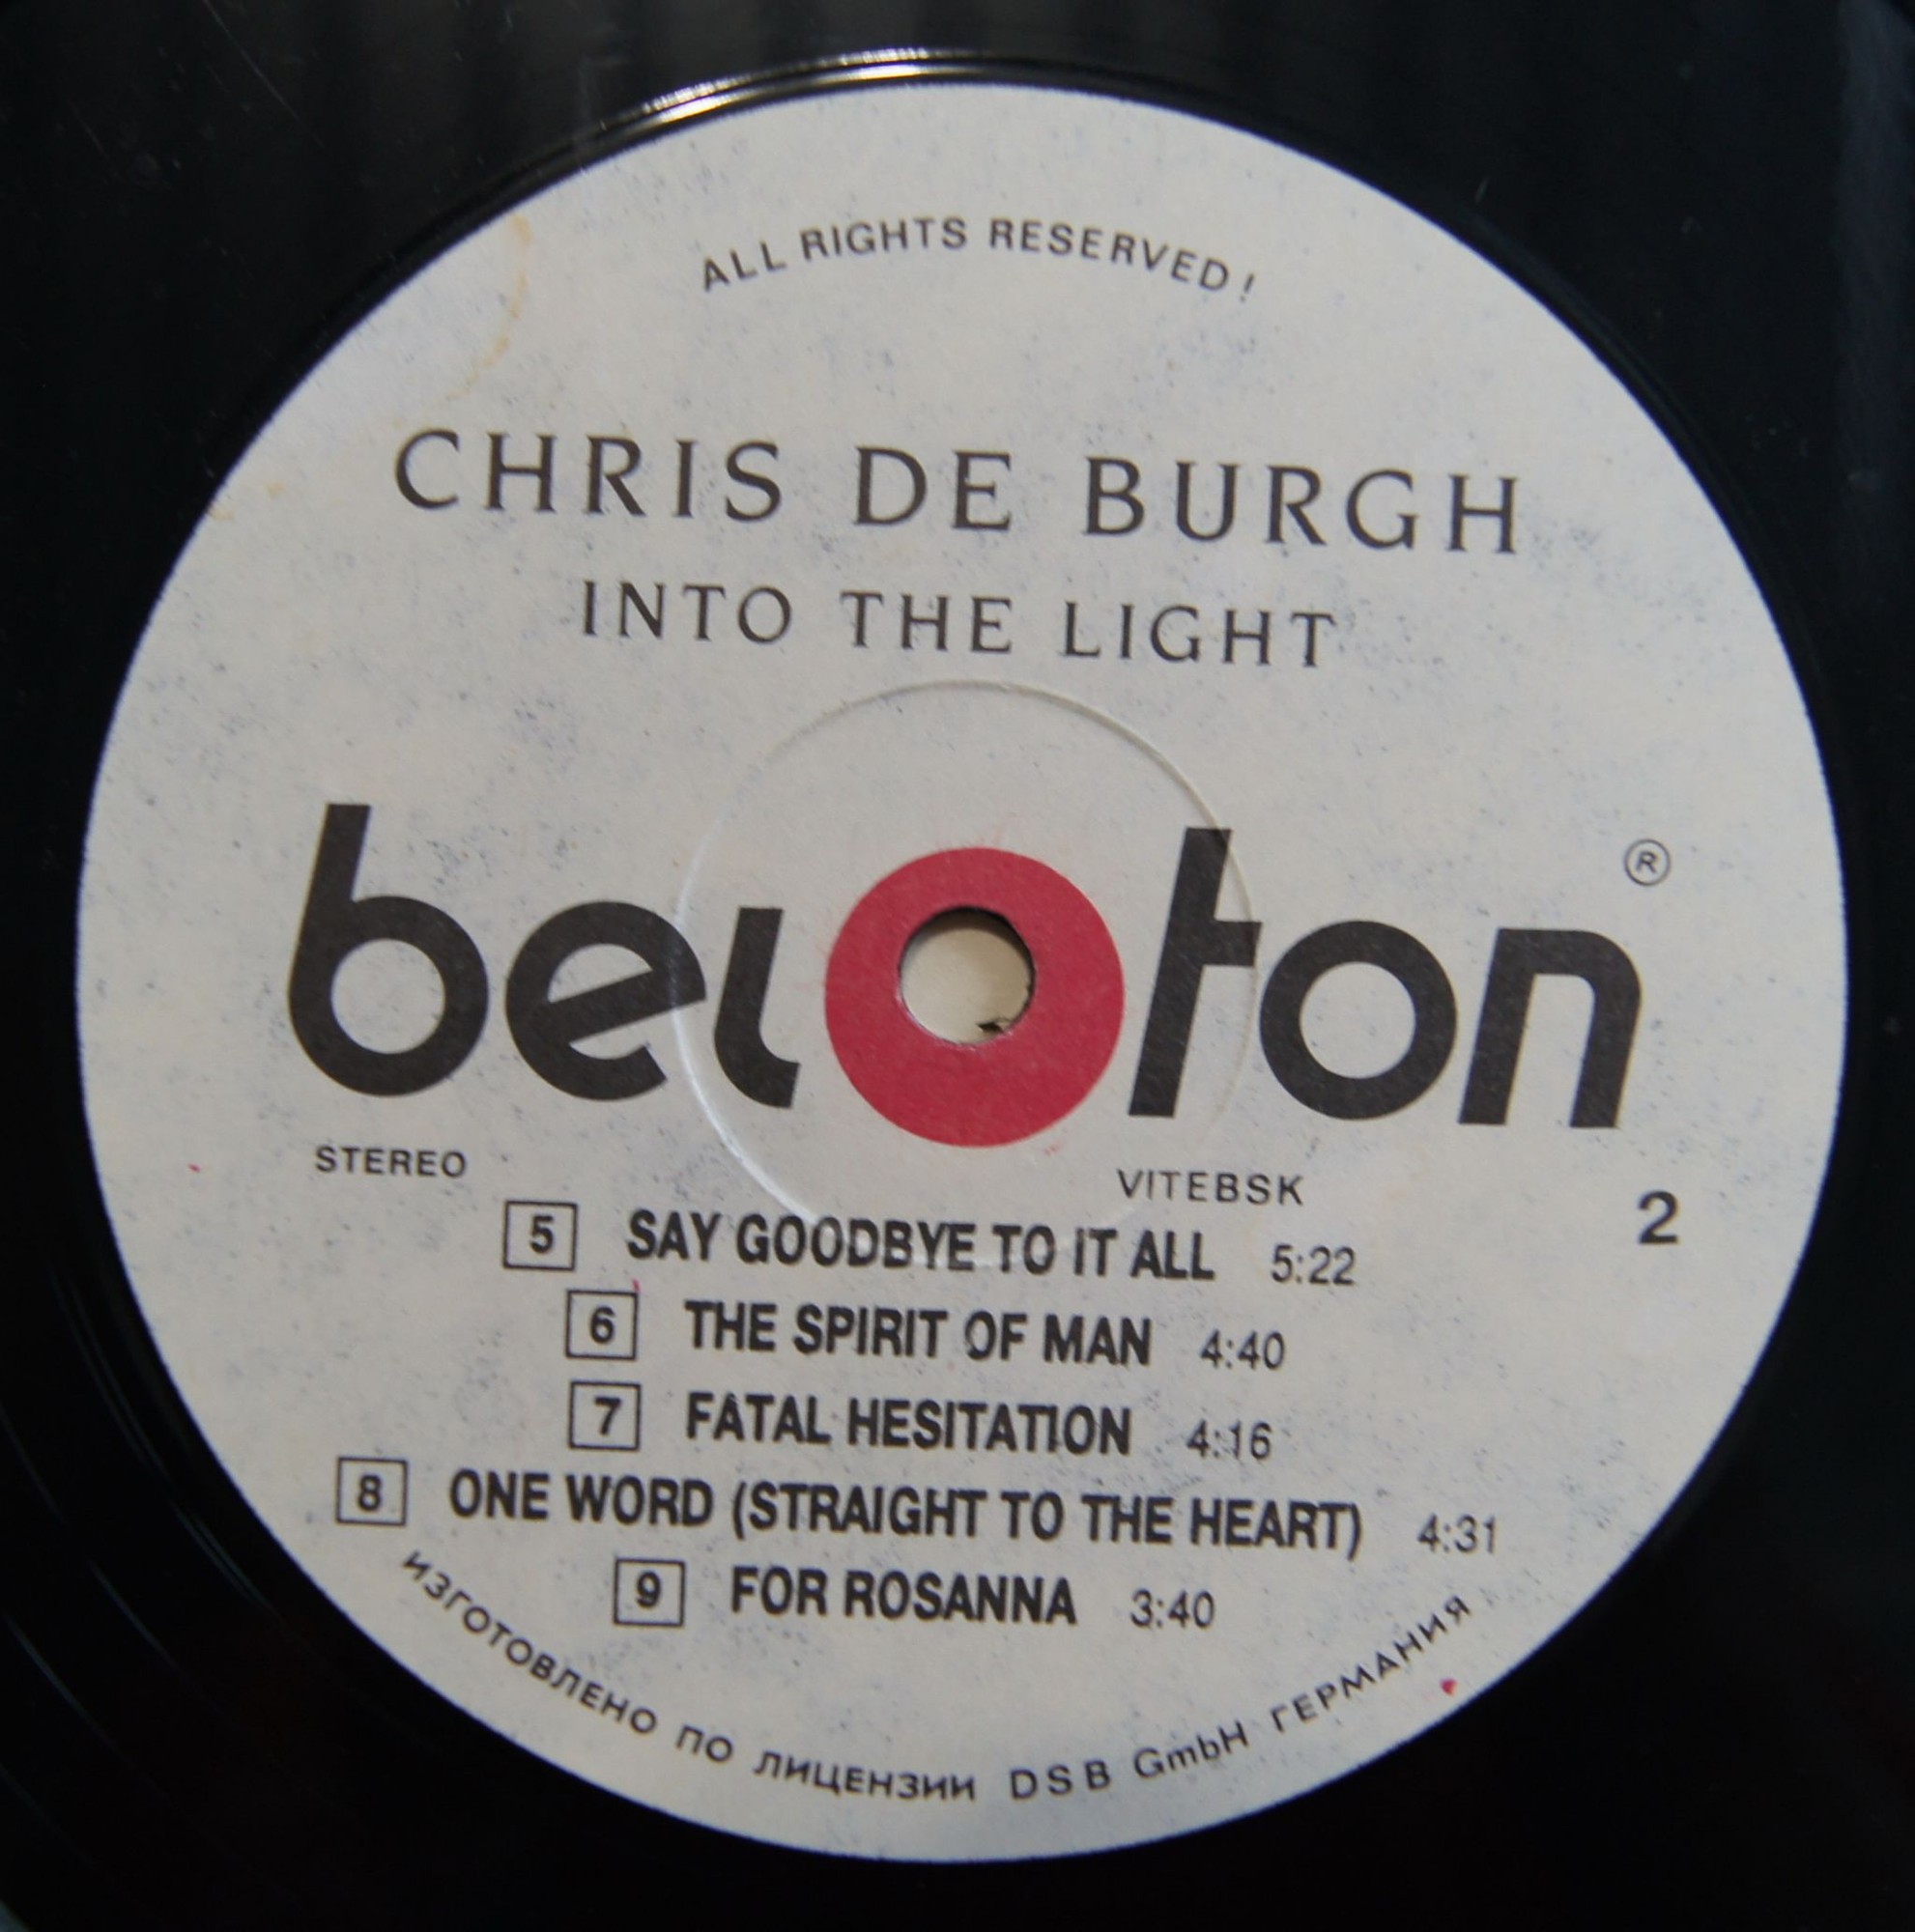 ALL RIGHTS RESERVED!
CHRIS DE BURGH
INTO THE LIGHT
beloton ®
STEREO
VITEBSK
2
5 SAY GOODBYE TO IT ALL 5:22
6 THE SPIRIT OF MAN 4:40
7 FATAL HESITATION 4:16
8 ONE WORD (STRAIGHT TO THE HEART) 4:31
9 FOR ROSANNA 3:40
ИЗГОТОВЛЕНО ПО ЛИЦЕНЗИИ DSB GmbH ГЕРМАНИЯ